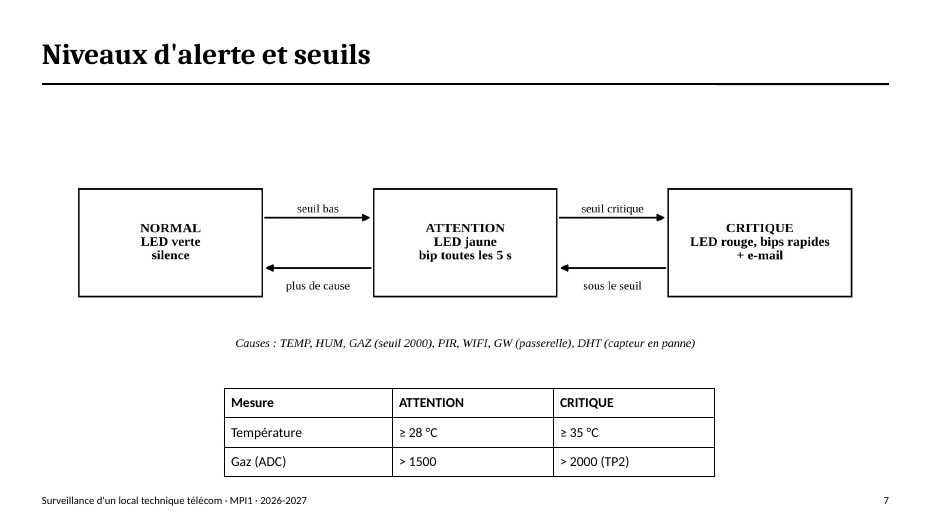 Niveaux d'alerte et seuils
NORMAL
LED verte
silence
seuil bas
plus de cause
ATTENTION
LED jaune
bip toutes les 5 s
seuil critique
sous le seuil
CRITIQUE
LED rouge, bips rapides
+ e-mail
Causes : TEMP, HUM, GAZ (seuil 2000), PIR, WIFI, GW (passerelle), DHT (capteur en panne)
Mesure ATTENTION CRITIQUE
Température ≥ 28 °C ≥ 35 °C
Gaz (ADC) > 1500 > 2000 (TP2)
Surveillance d'un local technique télécom · MPI1 · 2026-2027 7